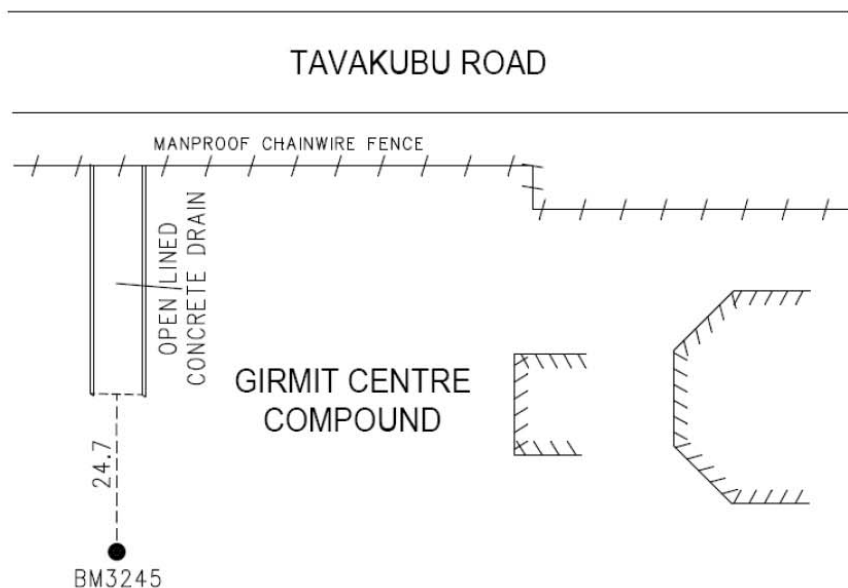 TAVAKUBU ROAD
MANPROOF CHAINWIRE FENCE
OPEN LINED
CONCRETE DRAIN
GIRMIT CENTRE
COMPOUND
24.7
BM3245